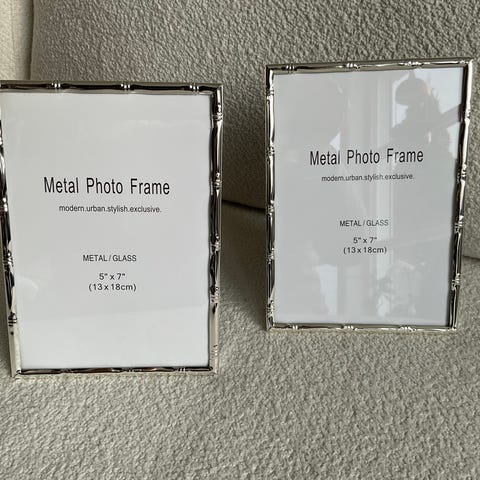 Metal Photo Frame
modern.urban.stylish.exclusive.
METAL/GLASS
5" x 7"
(13 x 18cm)
Metal Photo Frame
modern.urban.stylish.exclusive.
METAL/GLASS
5" x 7"
(13 x 18cm)